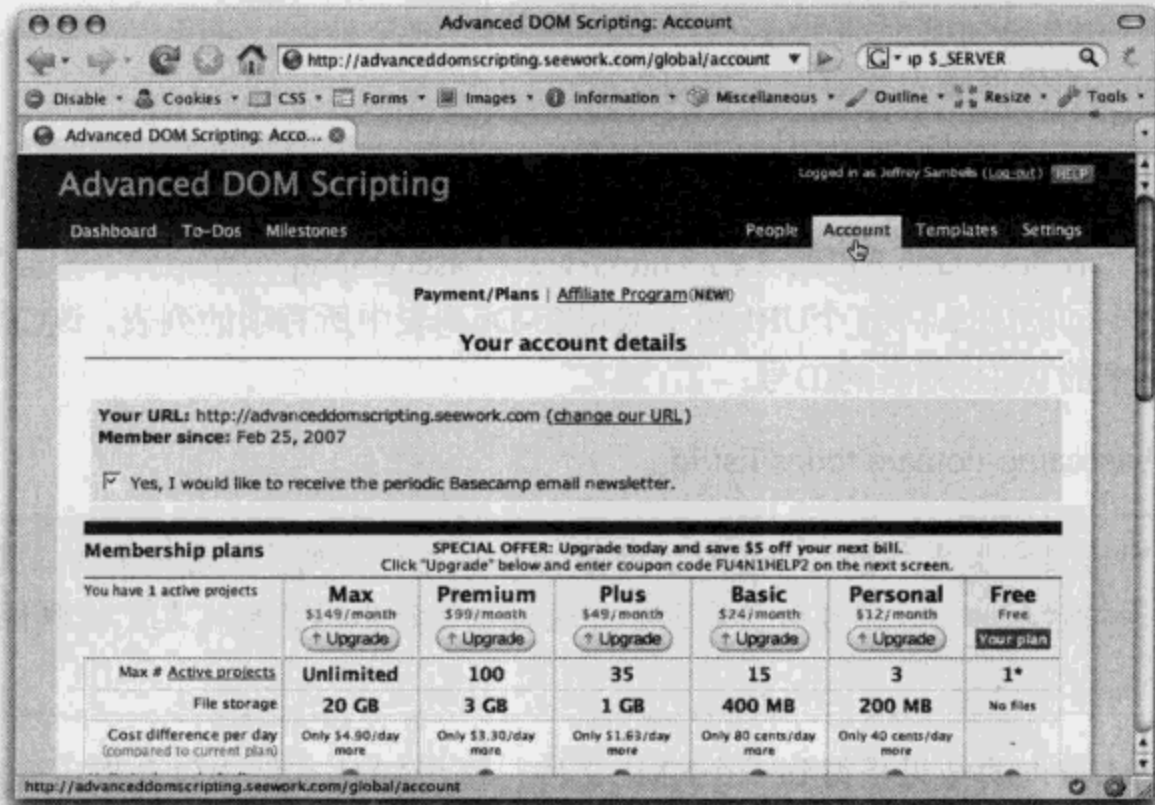 Advanced DOM Scripting: Account
http://advanceddomscripting.seework.com/global/account
ip $_SERVER
Disable Cookies CSS Forms Images Information Miscellaneous Outline Resize Tools
Advanced DOM Scripting: Acco...
Advanced DOM Scripting
Logged in as Jeffrey Sambells (Log-out) HELP
Dashboard To-Dos Milestones People Account Templates Settings
Payment/Plans | Affiliate Program (NEW!)
Your account details
Your URL: http://advanceddomscripting.seework.com (change our URL)
Member since: Feb 25, 2007
Yes, I would like to receive the periodic Basecamp email newsletter.
Membership plans
SPECIAL OFFER: Upgrade today and save $5 off your next bill.
Click "Upgrade" below and enter coupon code FU4N1HELP2 on the next screen.
You have 1 active projects
Max Premium Plus Basic Personal Free
$149/month $99/month $49/month $24/month $12/month Free
↑ Upgrade ↑ Upgrade ↑ Upgrade ↑ Upgrade ↑ Upgrade Your plan
Max # Active projects Unlimited 100 35 15 3 1*
File storage 20 GB 3 GB 1 GB 400 MB 200 MB No files
Cost difference per day Only $4.90/day Only $3.30/day Only $1.63/day Only 80 cents/day Only 40 cents/day -
(compared to current plan) more more more more more
http://advanceddomscripting.seework.com/global/account